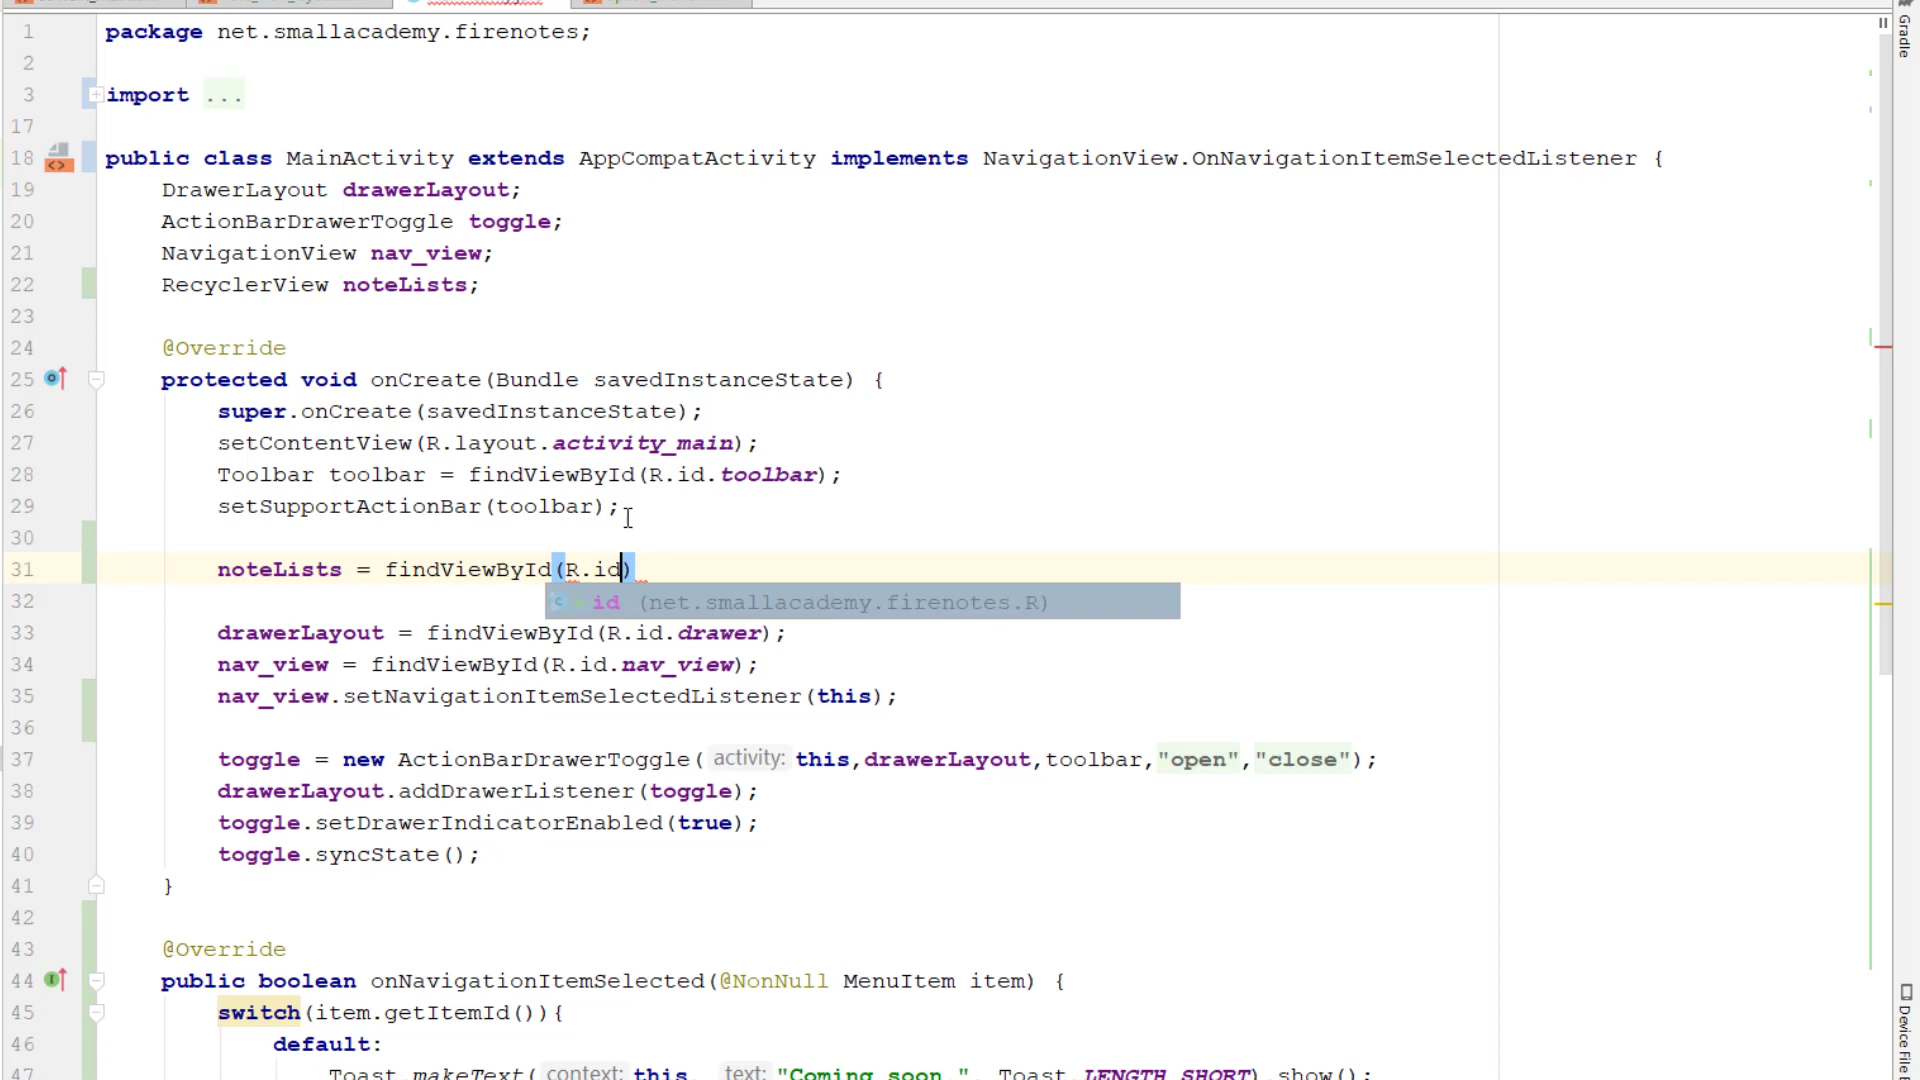 1 package net.smallacademy.firenotes;
2
3 import ...
17
18 public class MainActivity extends AppCompatActivity implements NavigationView.OnNavigationItemSelectedListener {
19 DrawerLayout drawerLayout;
20 ActionBarDrawerToggle toggle;
21 NavigationView nav_view;
22 RecyclerView noteLists;
23
24 @Override
25 protected void onCreate(Bundle savedInstanceState) {
26 super.onCreate(savedInstanceState);
27 setContentView(R.layout.activity_main);
28 Toolbar toolbar = findViewById(R.id.toolbar);
29 setSupportActionBar(toolbar);
30
31 noteLists = findViewById(R.id)
id (net.smallacademy.firenotes.R)
32
33 drawerLayout = findViewById(R.id.drawer);
34 nav_view = findViewById(R.id.nav_view);
35 nav_view.setNavigationItemSelectedListener(this);
36
37 toggle = new ActionBarDrawerToggle( activity: this,drawerLayout,toolbar,"open","close");
38 drawerLayout.addDrawerListener(toggle);
39 toggle.setDrawerIndicatorEnabled(true);
40 toggle.syncState();
41 }
42
43 @Override
44 public boolean onNavigationItemSelected(@NonNull MenuItem item) {
45 switch(item.getItemId()){
46 default:
47 Toast.makeText( context: this, text: "Coming soon.", Toast.LENGTH_SHORT).show();
Gradle
Device File